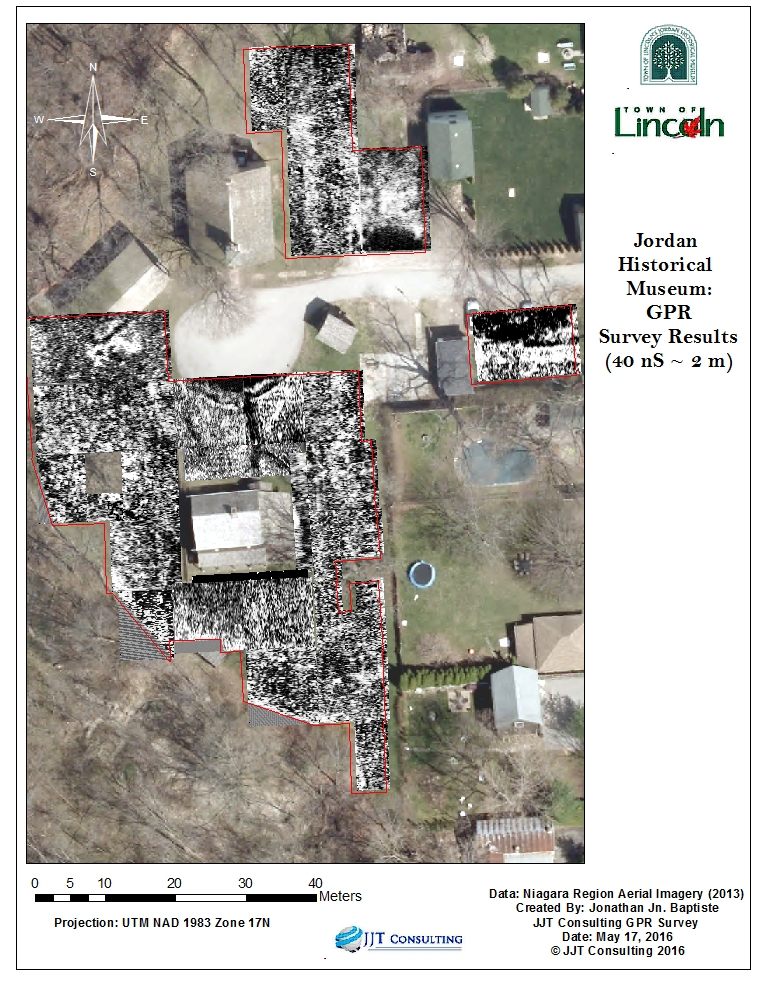 N
W E
S
TOWN OF
Lincoln
Jordan
Historical
Museum:
GPR
Survey Results
(40 nS ~ 2 m)
0 5 10 20 30 40
Meters
Projection: UTM NAD 1983 Zone 17N
JJT CONSULTING
Data: Niagara Region Aerial Imagery (2013)
Created By: Jonathan Jn. Baptiste
JJT Consulting GPR Survey
Date: May 17, 2016
© JJT Consulting 2016